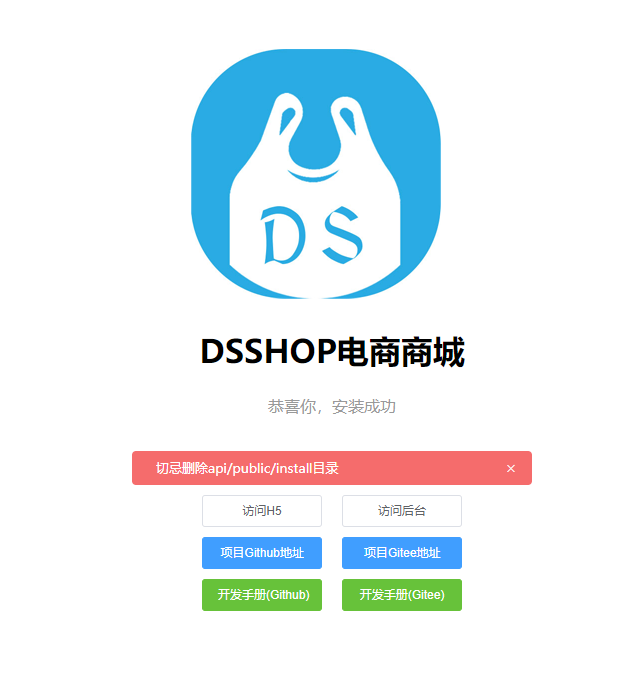 DS
DSSHOP电商商城
恭喜你，安装成功
切忌删除api/public/install目录
访问H5 访问后台
项目Github地址 项目Gitee地址
开发手册(Github) 开发手册(Gitee)